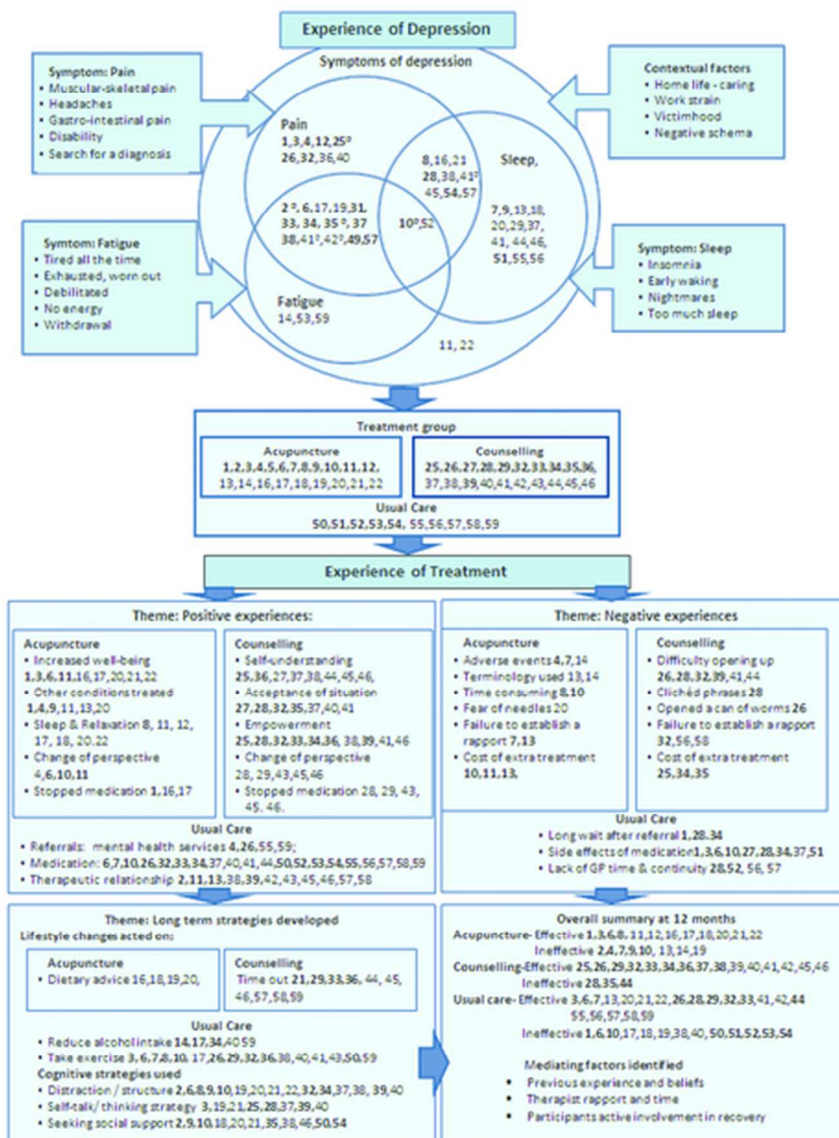 Experience of Depression
Symptoms of depression
Symptom: Pain
▪ Muscular-skeletal pain
▪ Headaches
▪ Gastro-intestinal pain
▪ Disability
▪ Search for a diagnosis
Contextual factors
▪ Home life - caring
▪ Work strain
▪ Victimhood
▪ Negative schema
Pain
1,3,4,12,25ᴰ
26,32,36,40
8,16,21
28,38,41ᴰ
45,54,57
Sleep,
7,9,13,18,
20,29,37,
41, 44,46,
51,55,56
2ᴰ, 6,17,19,31,
33, 34, 35ᴰ, 37
38,41ᴰ,42ᴰ,49,57
10ᴰ,52
Symtom: Fatigue
▪ Tired all the time
▪ Exhausted, worn out
▪ Debilitated
▪ No energy
▪ Withdrawal
Symptom: Sleep
▪ Insomnia
▪ Early waking
▪ Nightmares
▪ Too much sleep
Fatigue
14,53,59
11, 22
Treatment group
Acupuncture
1,2,3,4,5,6,7,8,9,10,11,12,
13,14,16,17,18,19,20,21,22
Counselling
25,26,27,28,29,32,33,34,35,36,
37,38,39,40,41,42,43,44,45,46
Usual Care
50,51,52,53,54, 55,56,57,58,59
Experience of Treatment
Theme: Positive experiences:
Acupuncture
▪ Increased well-being
1,3,6,11,16,17,20,21,22
▪ Other conditions treated
1,4,9,11,13,20
▪ Sleep & Relaxation 8, 11, 12,
17, 18, 20.22
▪ Change of perspective
4,6,10,11
▪ Stopped medication 1,16,17
Counselling
▪ Self-understanding
25,36,27,37,38,44,45,46,
▪ Acceptance of situation
27,28,32,35,37,40,41
▪ Empowerment
25,28,32,33,34,36, 38,39,41,46
▪ Change of perspective
28, 29,43,45,46
▪ Stopped medication 28, 29, 43,
45. 46.
Usual Care
▪ Referrals: mental health services 4,26,55,59;
▪ Medication: 6,7,10,26,32,33,34,37,40,41,44,50,52,53,54,55,56,57,58,59
▪ Therapeutic relationship 2,11,13,38,39,42,43,45,46,57,58
Theme: Negative experiences
Acupuncture
▪ Adverse events 4,7,14
▪ Terminology used 13,14
▪ Time consuming 8,10
▪ Fear of needles 20
▪ Failure to establish a
rapport 7,13
▪ Cost of extra treatment
10,11,13,
Counselling
▪ Difficulty opening up
26,28,32,39,41,44
▪ Clichéd phrases 28
▪ Opened a can of worms 26
▪ Failure to establish a rapport
32,56,58
▪ Cost of extra treatment
25,34,35
Usual Care
▪ Long wait after referral 1,28.34
▪ Side effects of medication1,3,6,10,27,28,34,37,51
▪ Lack of GP time & continuity 28,52, 56, 57
Theme: Long term strategies developed
Lifestyle changes acted on;
Acupuncture
▪ Dietary advice 16,18,19,20,
Counselling
Time out 21,29,33,36, 44, 45,
46,57,58,59
Usual Care
▪ Reduce alcohol intake 14,17,34,40 59
▪ Take exercise 3, 6,7,8,10, 17,26,29,32,36,38,40,41,43,50,59
Cognitive strategies used
▪ Distraction / structure 2,6,8,9,10,19,20,21,22,32,34,37,38, 39,40
▪ Self-talk/ thinking strategy 3,19,21,25,28,37,39,40
▪ Seeking social support 2,9,10,18,20,21,35,38,46,50,54
Overall summary at 12 months
Acupuncture- Effective 1,3,6,8,11,12,16,17,18,20,21,22
Ineffective 2,4,7,9,10, 13,14,19
Counselling-Effective 25,26,29,32,33,34,36,37,38,39,40,41,42,45,46
Ineffective 28,35,44
Usual care- Effective 3,6,7,13,20,21,22,26,28,29,32,33,41,42,44
55,56,57,58,59
Ineffective 1,6,10,17,18,19,38,40, 50,51,52,53,54
Mediating factors identified
▪ Previous experience and beliefs
▪ Therapist rapport and time
▪ Participants active involvement in recovery